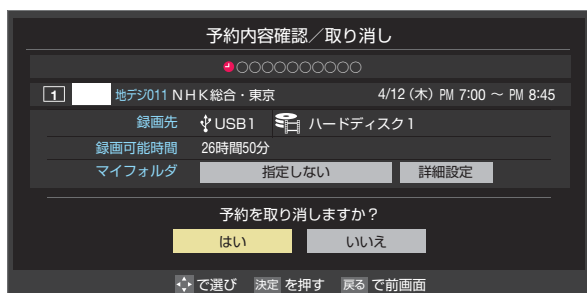 予約内容確認／取り消し
○○○○○○○○○○
1 地デジ011 NHK総合・東京 4/12 (木) PM 7:00 ～ PM 8:45
録画先 USB1 ハードディスク1
録画可能時間 26時間50分
マイフォルダ 指定しない 詳細設定
予約を取り消しますか？
はい いいえ
で選び 決定 を押す 戻る で前画面